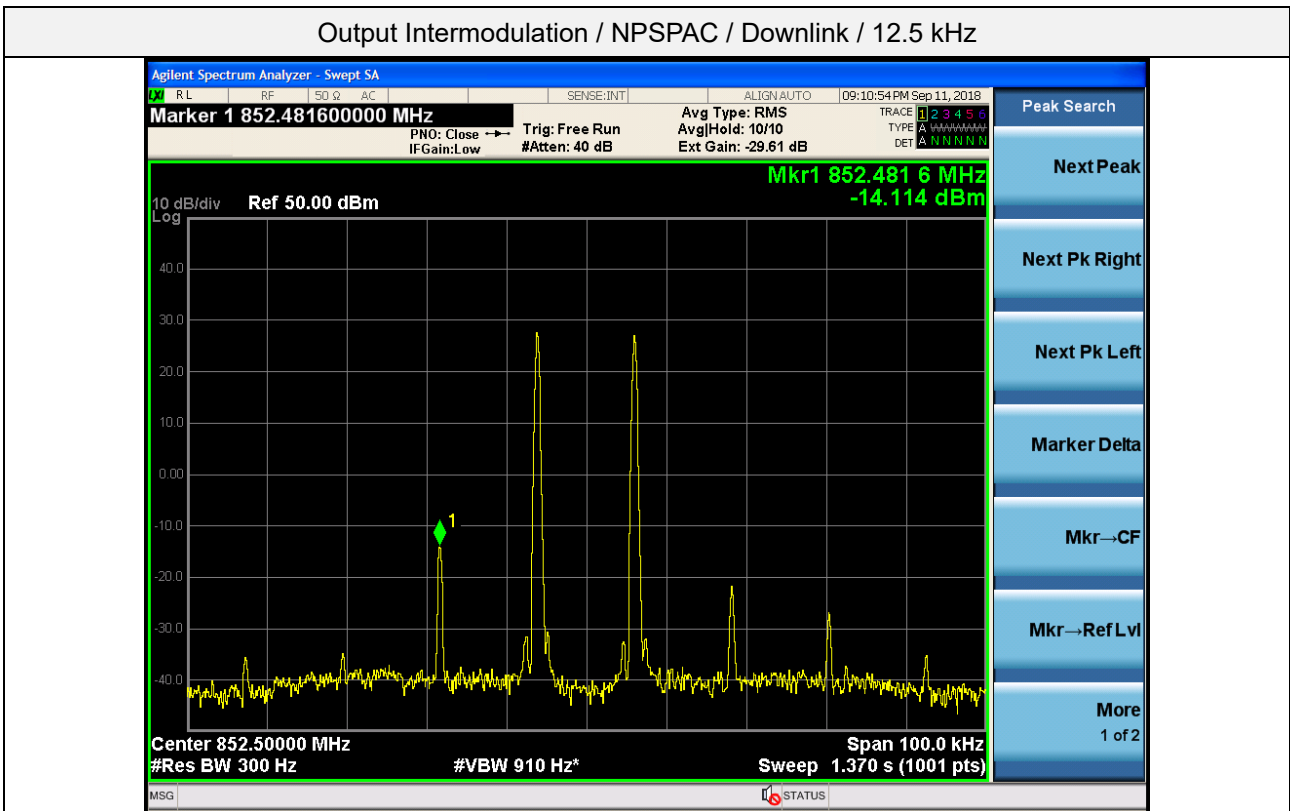 Output Intermodulation / NPSPAC / Downlink / 12.5 kHz
Agilent Spectrum Analyzer - Swept SA
LXI RL RF 50 Ω AC SENSE:INT ALIGN AUTO 09:10:54 PM Sep 11, 2018
Marker 1 852.481600000 MHz
PNO: Close
IFGain:Low
Trig: Free Run
#Atten: 40 dB
Avg Type: RMS
Avg|Hold: 10/10
Ext Gain: -29.61 dB
TRACE 1 2 3 4 5 6
TYPE A WWWWW
DET A N N N N N
Mkr1 852.481 6 MHz
-14.114 dBm
10 dB/div Ref 50.00 dBm
Log
40.0
30.0
20.0
10.0
0.00
-10.0
-20.0
-30.0
-40.0
1
Center 852.50000 MHz Span 100.0 kHz
#Res BW 300 Hz #VBW 910 Hz* Sweep 1.370 s (1001 pts)
MSG STATUS
Peak Search
Next Peak
Next Pk Right
Next Pk Left
Marker Delta
Mkr→CF
Mkr→Ref Lvl
More
1 of 2